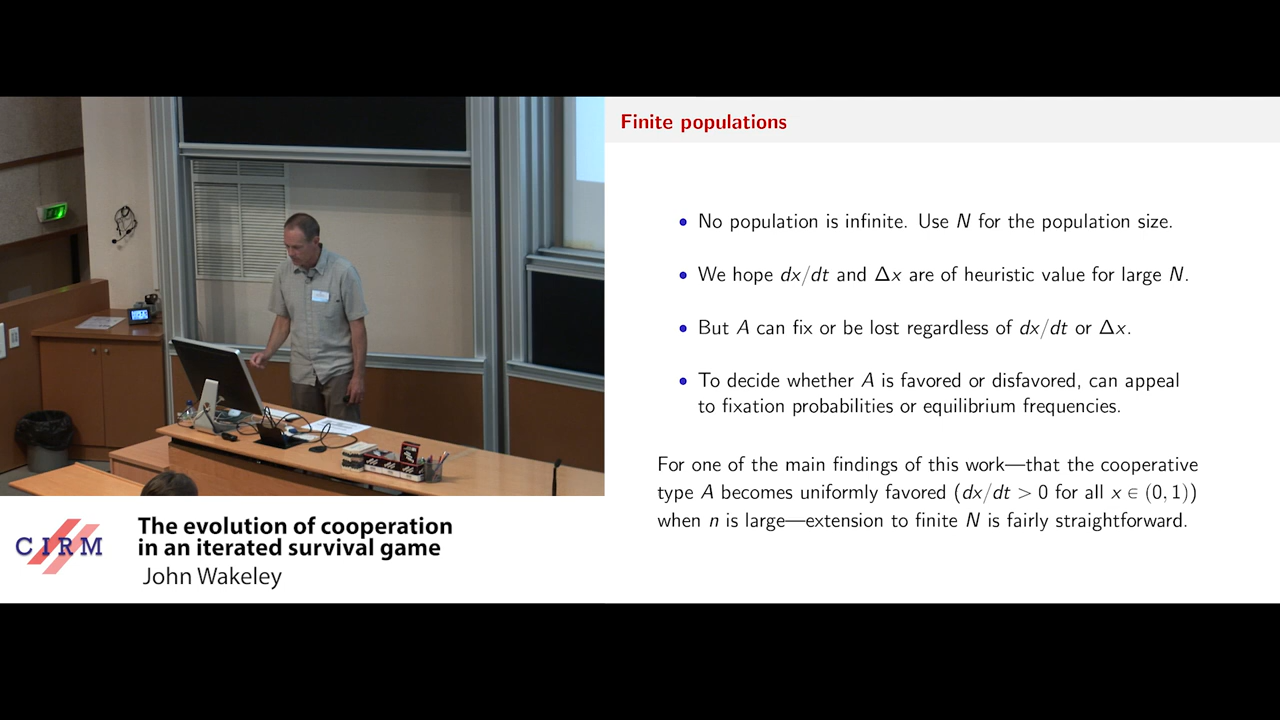 Finite populations
• No population is infinite. Use N for the population size.
• We hope dx/dt and Δx are of heuristic value for large N.
• But A can fix or be lost regardless of dx/dt or Δx.
• To decide whether A is favored or disfavored, can appeal
to fixation probabilities or equilibrium frequencies.
For one of the main findings of this work—that the cooperative
type A becomes uniformly favored (dx/dt > 0 for all x ∈ (0, 1))
when n is large—extension to finite N is fairly straightforward.
CIRM
The evolution of cooperation
in an iterated survival game
John Wakeley